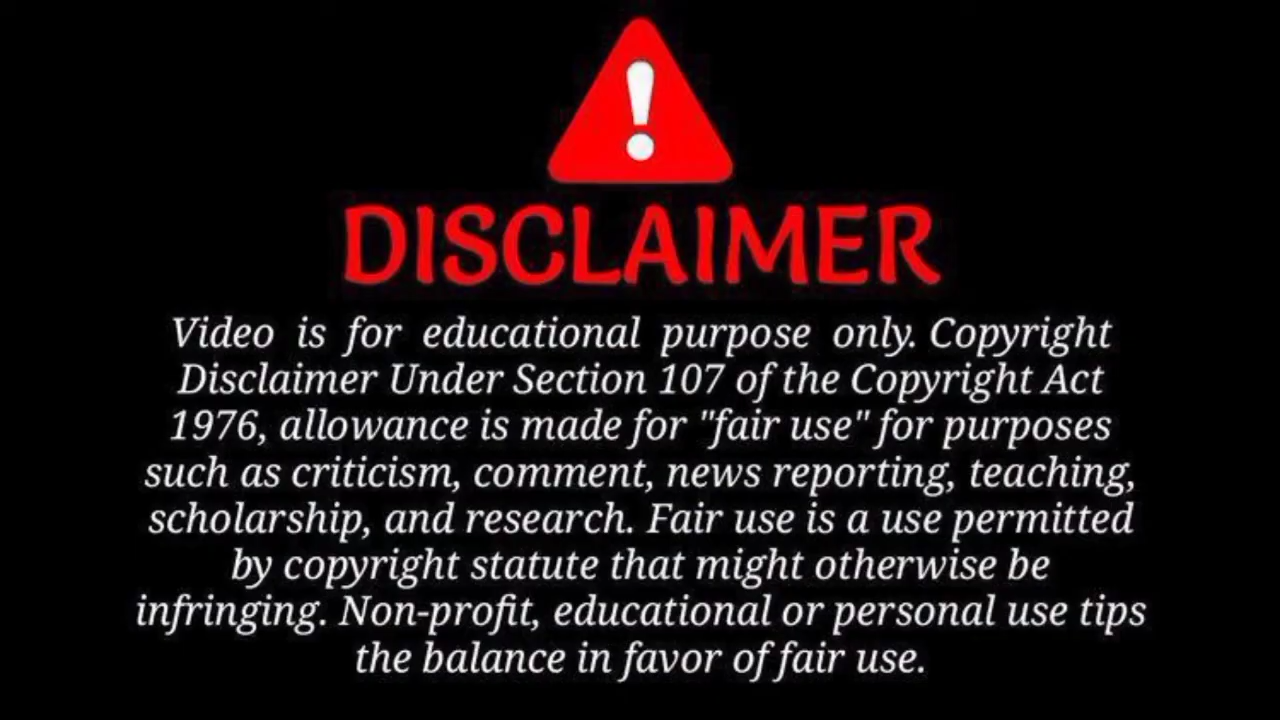 DISCLAIMER
Video is for educational purpose only. Copyright
Disclaimer Under Section 107 of the Copyright Act
1976, allowance is made for "fair use" for purposes
such as criticism, comment, news reporting, teaching,
scholarship, and research. Fair use is a use permitted
by copyright statute that might otherwise be
infringing. Non-profit, educational or personal use tips
the balance in favor of fair use.